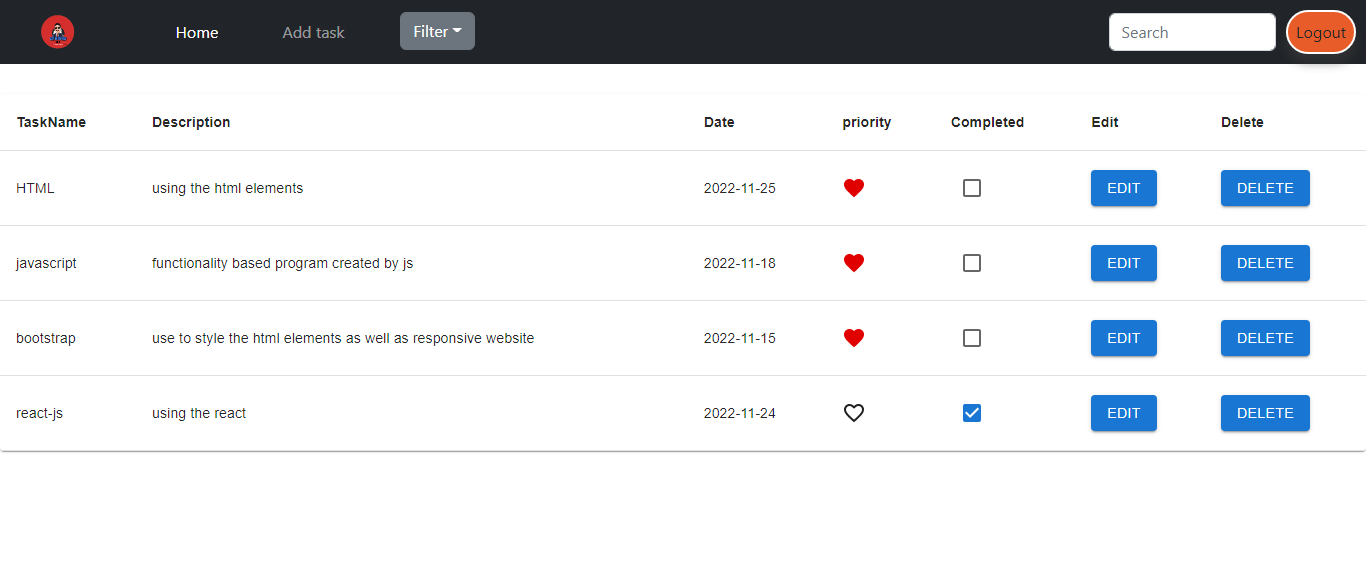 Home Add task Filter Search Logout
TaskName Description Date priority Completed Edit Delete
HTML using the html elements 2022-11-25 EDIT DELETE
javascript functionality based program created by js 2022-11-18 EDIT DELETE
bootstrap use to style the html elements as well as responsive website 2022-11-15 EDIT DELETE
react-js using the react 2022-11-24 EDIT DELETE